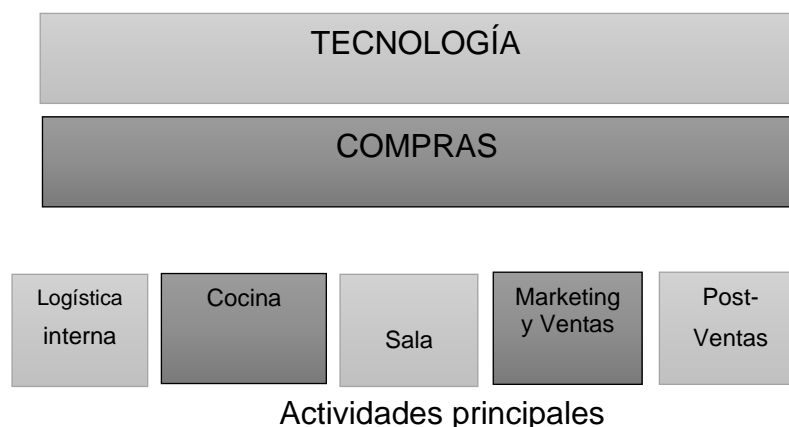 TECNOLOGÍA
COMPRAS
Logística
interna
Cocina
Sala
Marketing
y Ventas
Post-
Ventas
Actividades principales